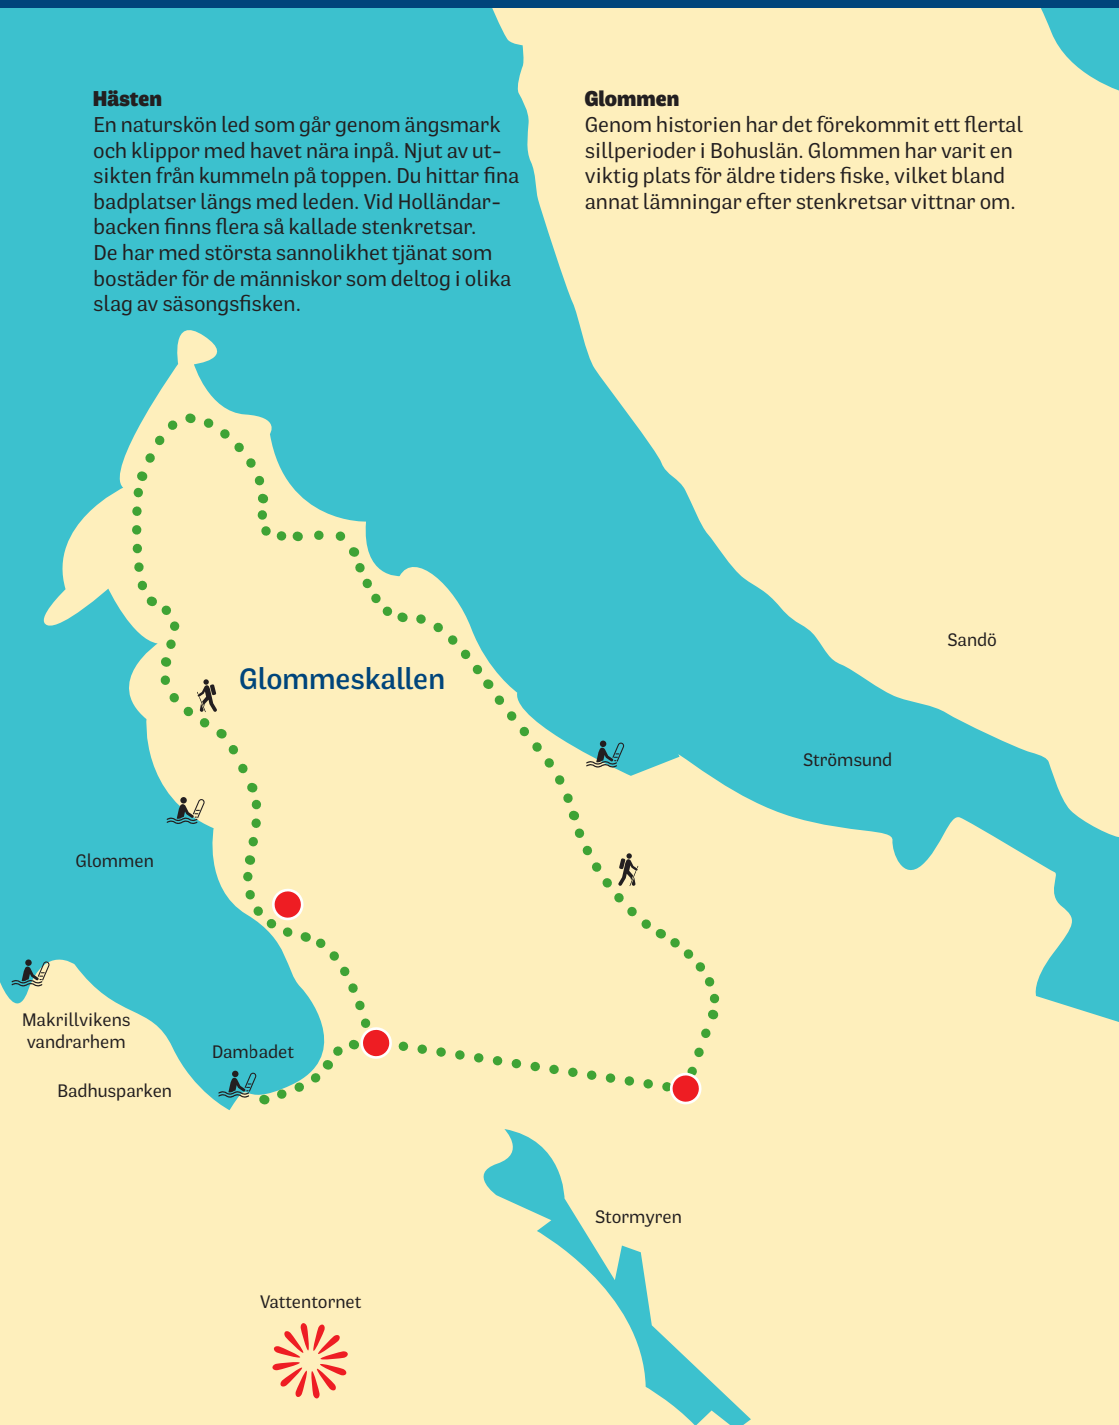 Hästen
En naturskön led som går genom ängsmark
och klippor med havet nära inpå. Njut av ut-
sikten från kummeln på toppen. Du hittar fina
badplatser längs med leden. Vid Holländar-
backen finns flera så kallade stenkretsar.
De har med största sannolikhet tjänat som
bostäder för de människor som deltog i olika
slag av säsongsfisken.
Glommen
Genom historien har det förekommit ett flertal
sillperioder i Bohuslän. Glommen har varit en
viktig plats för äldre tiders fiske, vilket bland
annat lämningar efter stenkretsar vittnar om.
Sandö
Glommeskallen
Strömsund
Glommen
Makrillvikens
vandrarhem
Dambadet
Badhusparken
Stormyren
Vattentornet